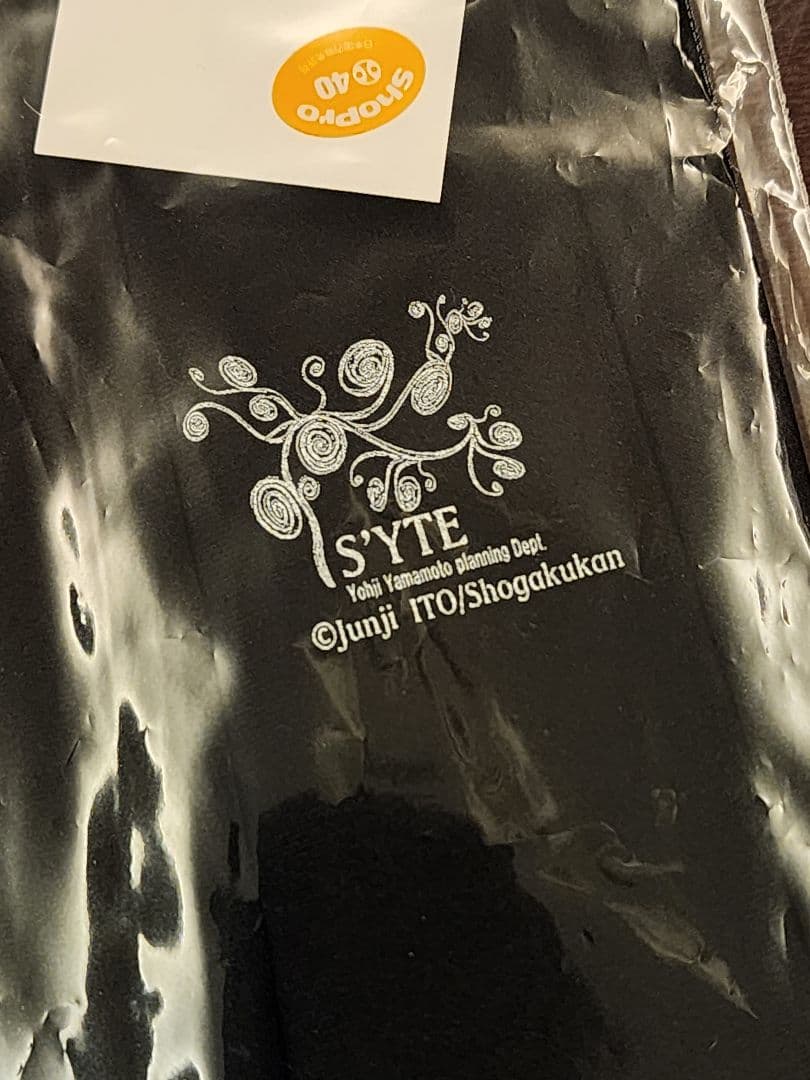 shopro
40
S'YTE
Yohji Yamamoto planning Dept.
©Junji ITO/Shogakukan